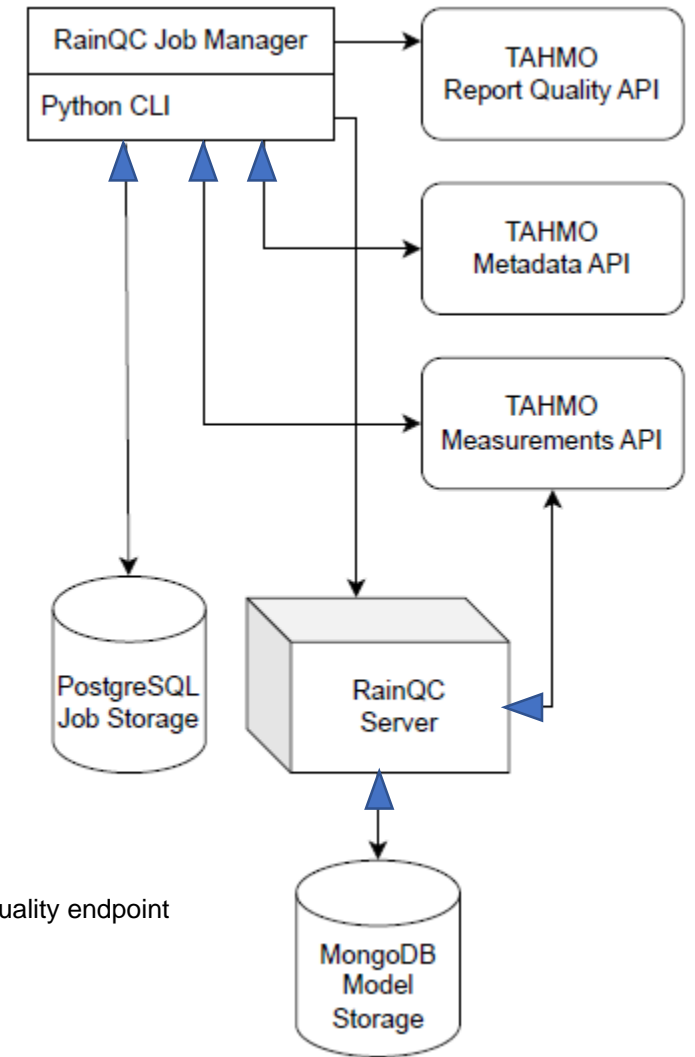 RainQC Job Manager
Python CLI
TAHMO
Report Quality API
TAHMO
Metadata API
TAHMO
Measurements API
PostgreSQL
Job Storage
RainQC
Server
uality endpoint
MongoDB
Model
Storage